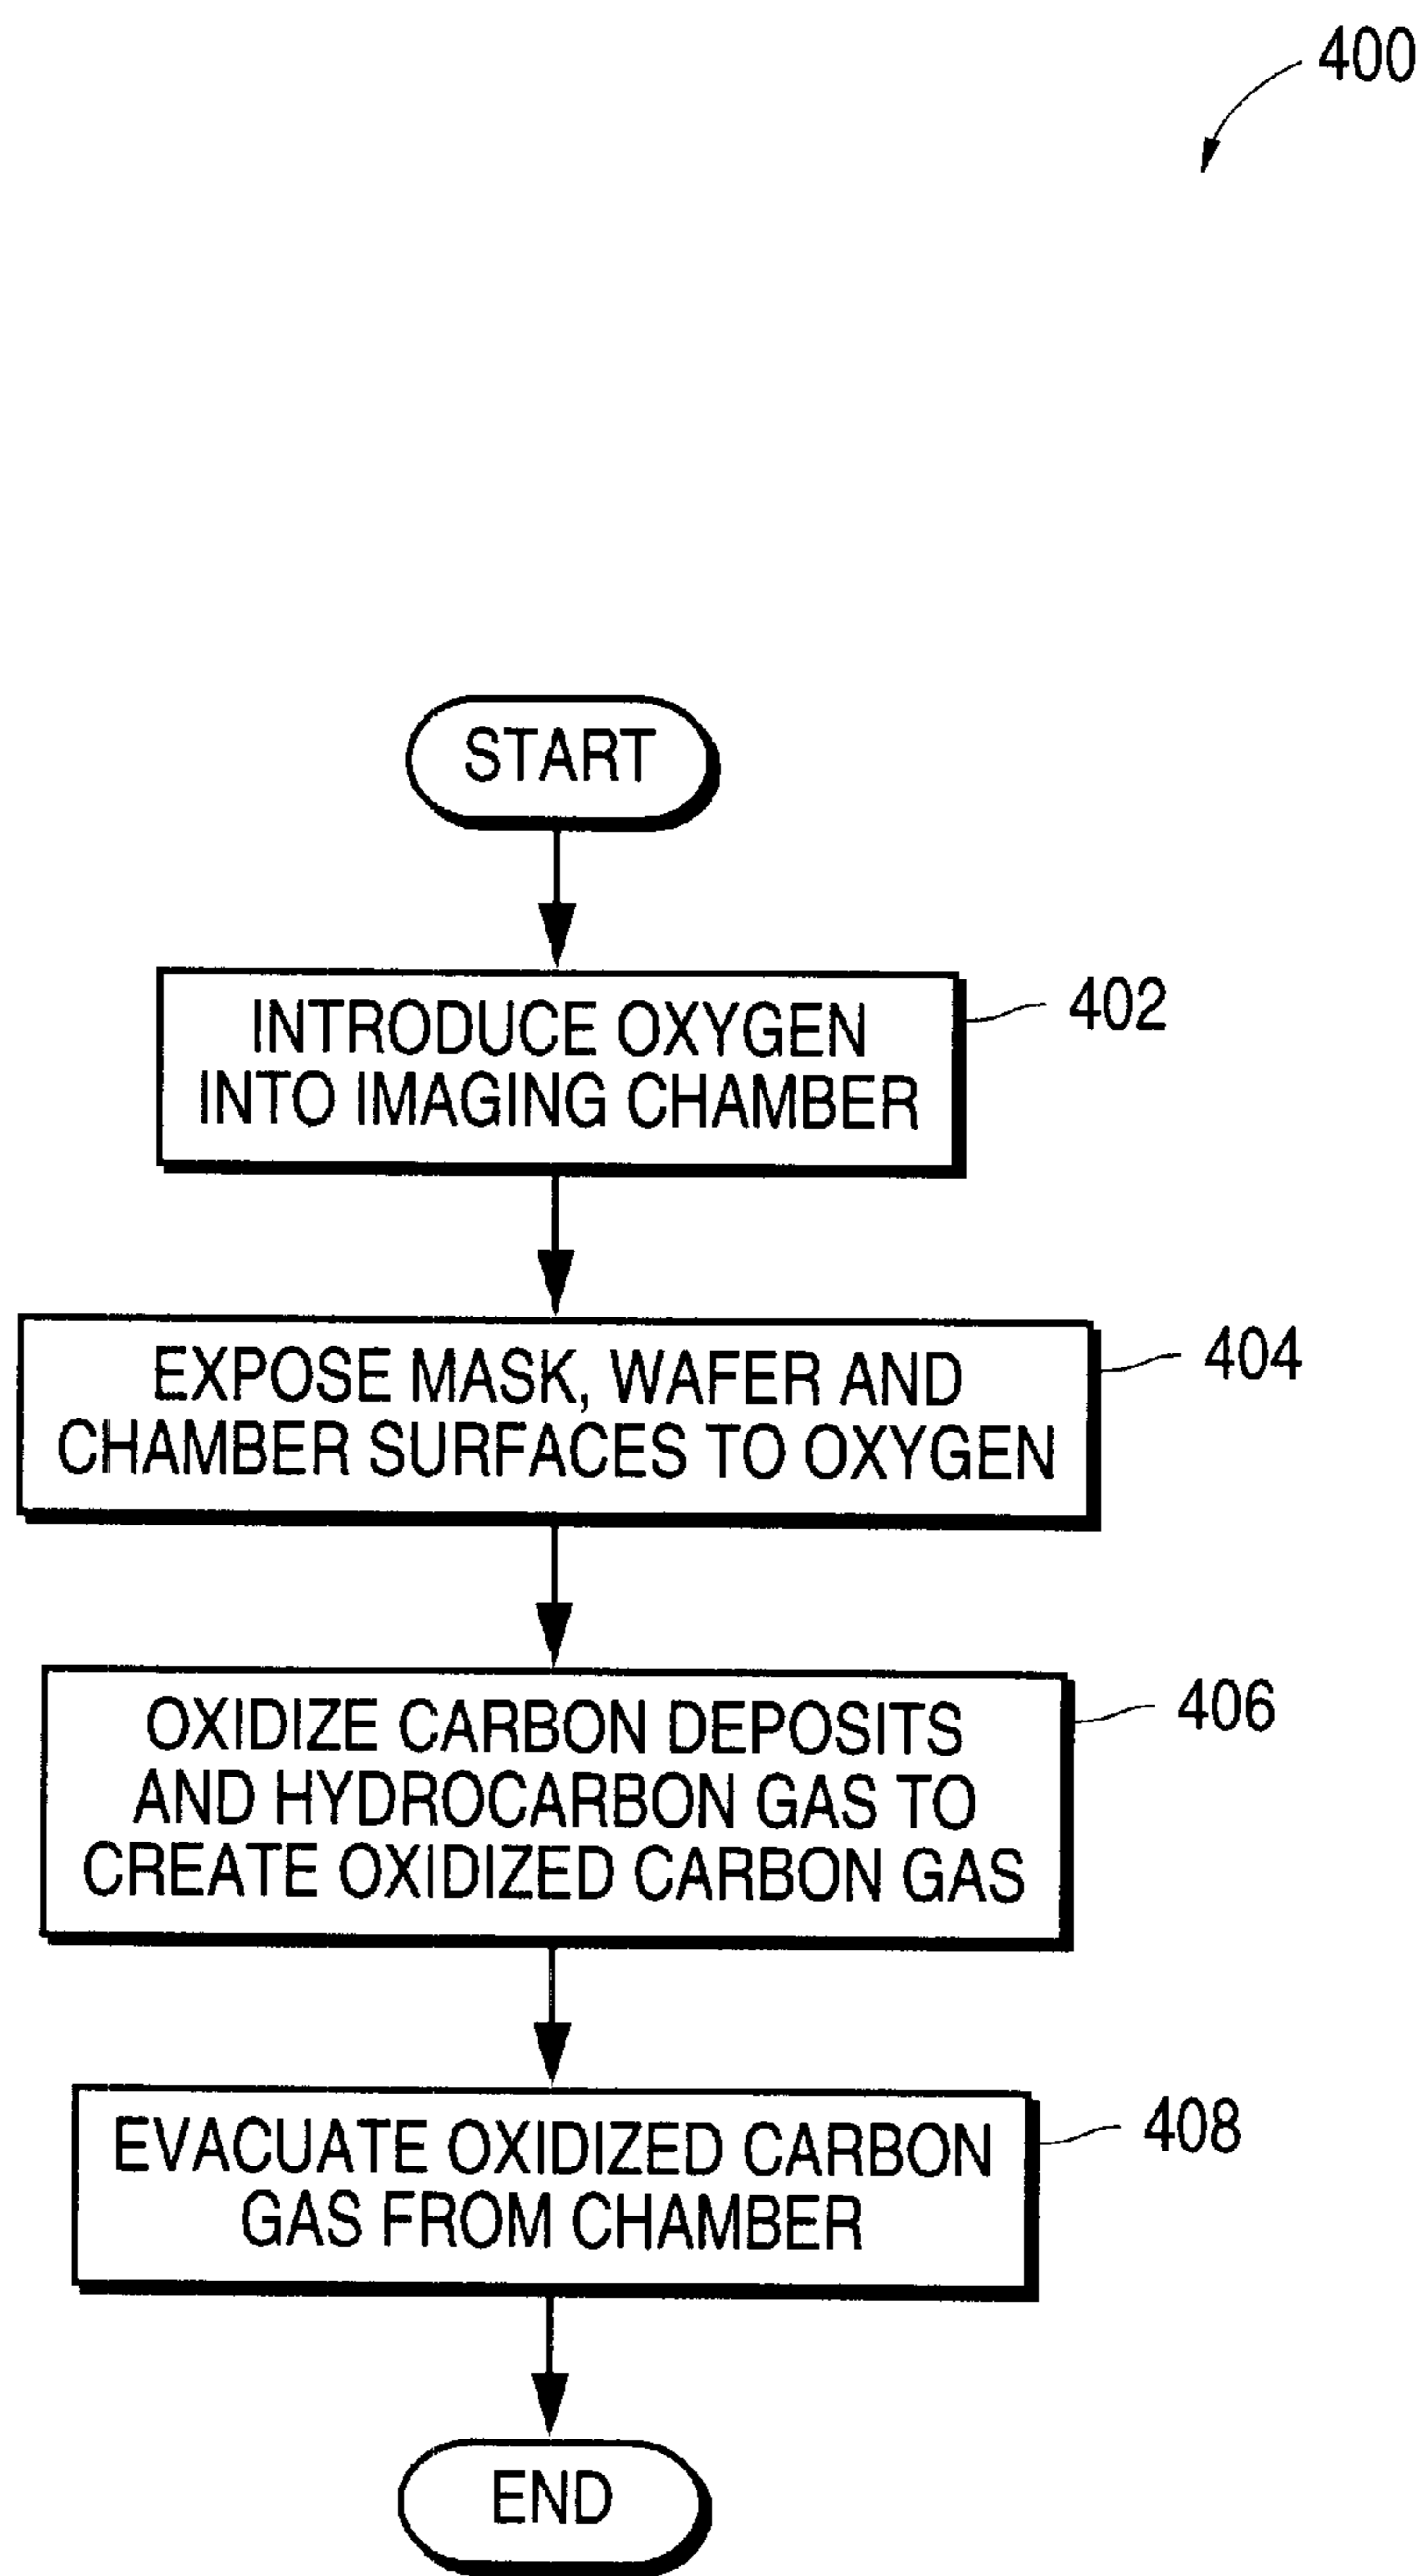 400
START
INTRODUCE OXYGEN
INTO IMAGING CHAMBER
402
EXPOSE MASK, WAFER AND
CHAMBER SURFACES TO OXYGEN
404
OXIDIZE CARBON DEPOSITS
AND HYDROCARBON GAS TO
CREATE OXIDIZED CARBON GAS
406
EVACUATE OXIDIZED CARBON
GAS FROM CHAMBER
408
END